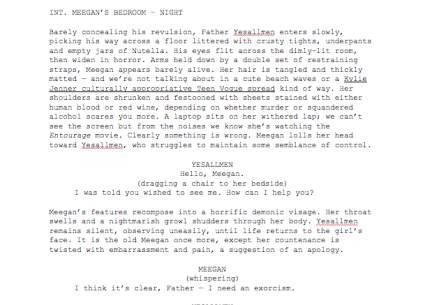 INT. MEEGAN'S BEDROOM – NIGHT
Barely concealing his revulsion, Father Yesallmen enters slowly,
picking his way across a floor littered with crusty tights, underpants
and empty jars of Nutella. His eyes flit across the dimly-lit room,
then widen in horror. Arms held down by a double set of restraining
straps, Meegan appears barely alive. Her hair is tangled and thickly
matted – and we're not talking about in a cute beach waves or a Kylie
Jenner culturally appropriative Teen Vogue spread kind of way. Her
shoulders are shrunken and festooned with sheets stained with either
human blood or red wine, depending on whether murder or squandered
alcohol scares you more. A laptop sits on her withered lap; we can't
see the screen but from the noises we know she's watching the
Entourage movie. Clearly something is wrong. Meegan lolls her head
toward Yesallmen, who struggles to maintain some semblance of control.
YESALLMEN
Hello, Meegan.
(dragging a chair to her bedside)
I was told you wished to see me. How can I help you?
Meegan's features recompose into a horrific demonic visage. Her throat
swells and a nightmarish growl shudders through her body. Yesallmen
remains silent, observing uneasily, until life returns to the girl's
face. It is the old Meegan once more, except her countenance is
twisted with embarrassment and pain, a suggestion of an apology.
MEEGAN
(whispering)
I think it's clear, Father – I need an exorcism.